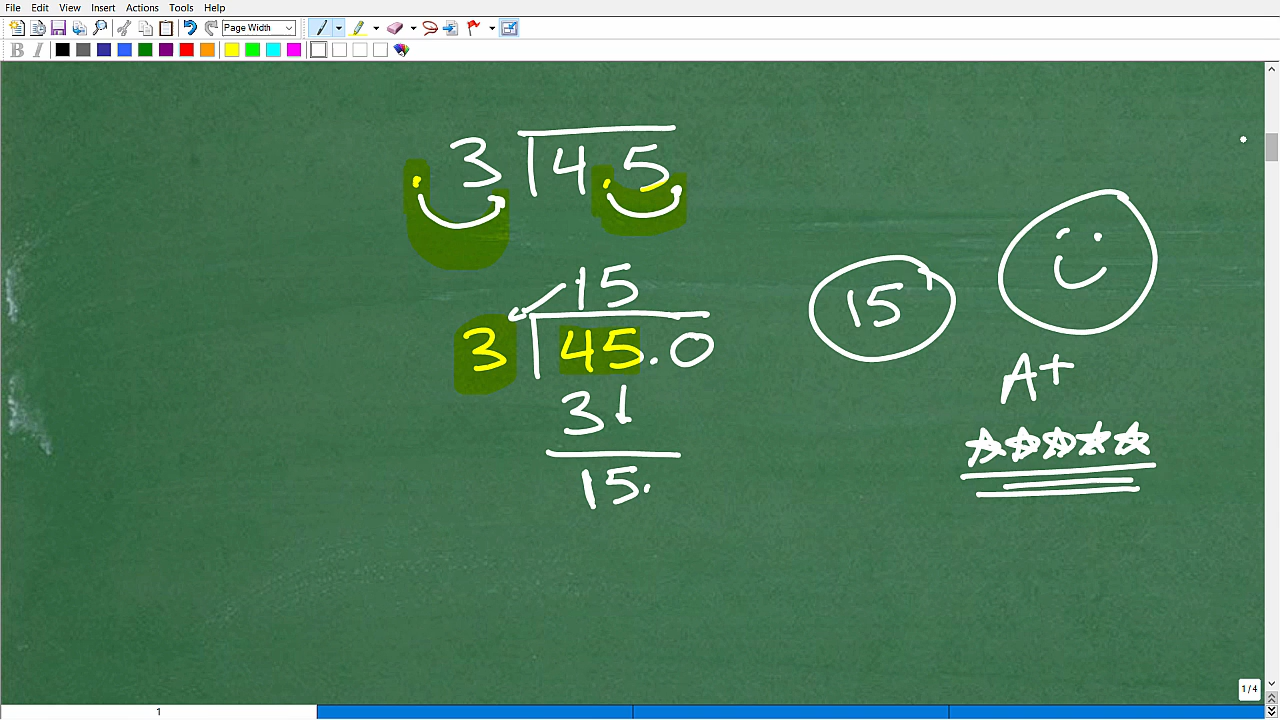 File Edit View Insert Actions Tools Help
Page Width
B I
.3 4.5
15
3 45.0
3
15.
15
A+
1/4
1